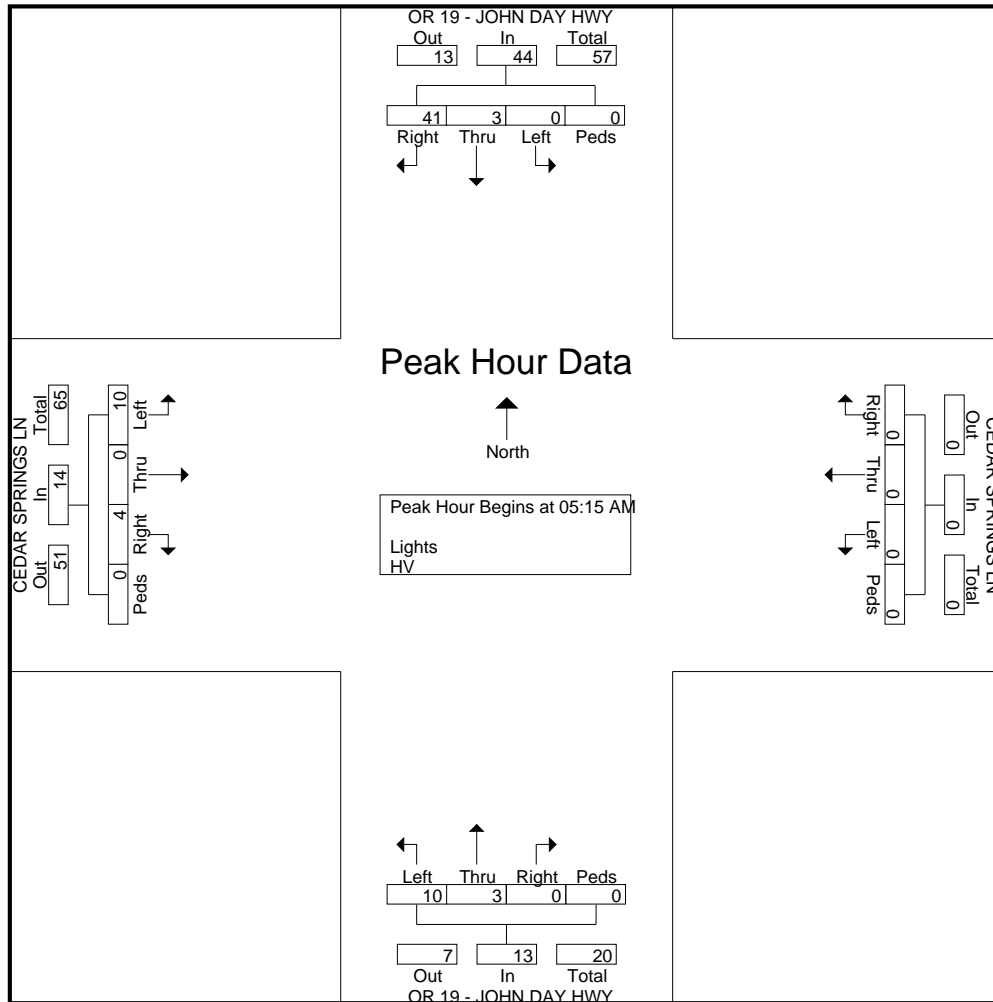 OR 19 - JOHN DAY HWY
Out In Total
13 44 57
41 3 0 0
Right Thru Left Peds
Peak Hour Data
North
Peak Hour Begins at 05:15 AM
Lights
HV
CEDAR SPRINGS LN
Out In Total
51 14 65
10 0 4 0
Left Thru Right Peds
CEDAR SPRINGS LN
Out In Total
0 0 0
0 0 0 0
Right Thru Left Peds
Left Thru Right Peds
10 3 0 0
7 13 20
Out In Total
OR 19 - JOHN DAY HWY